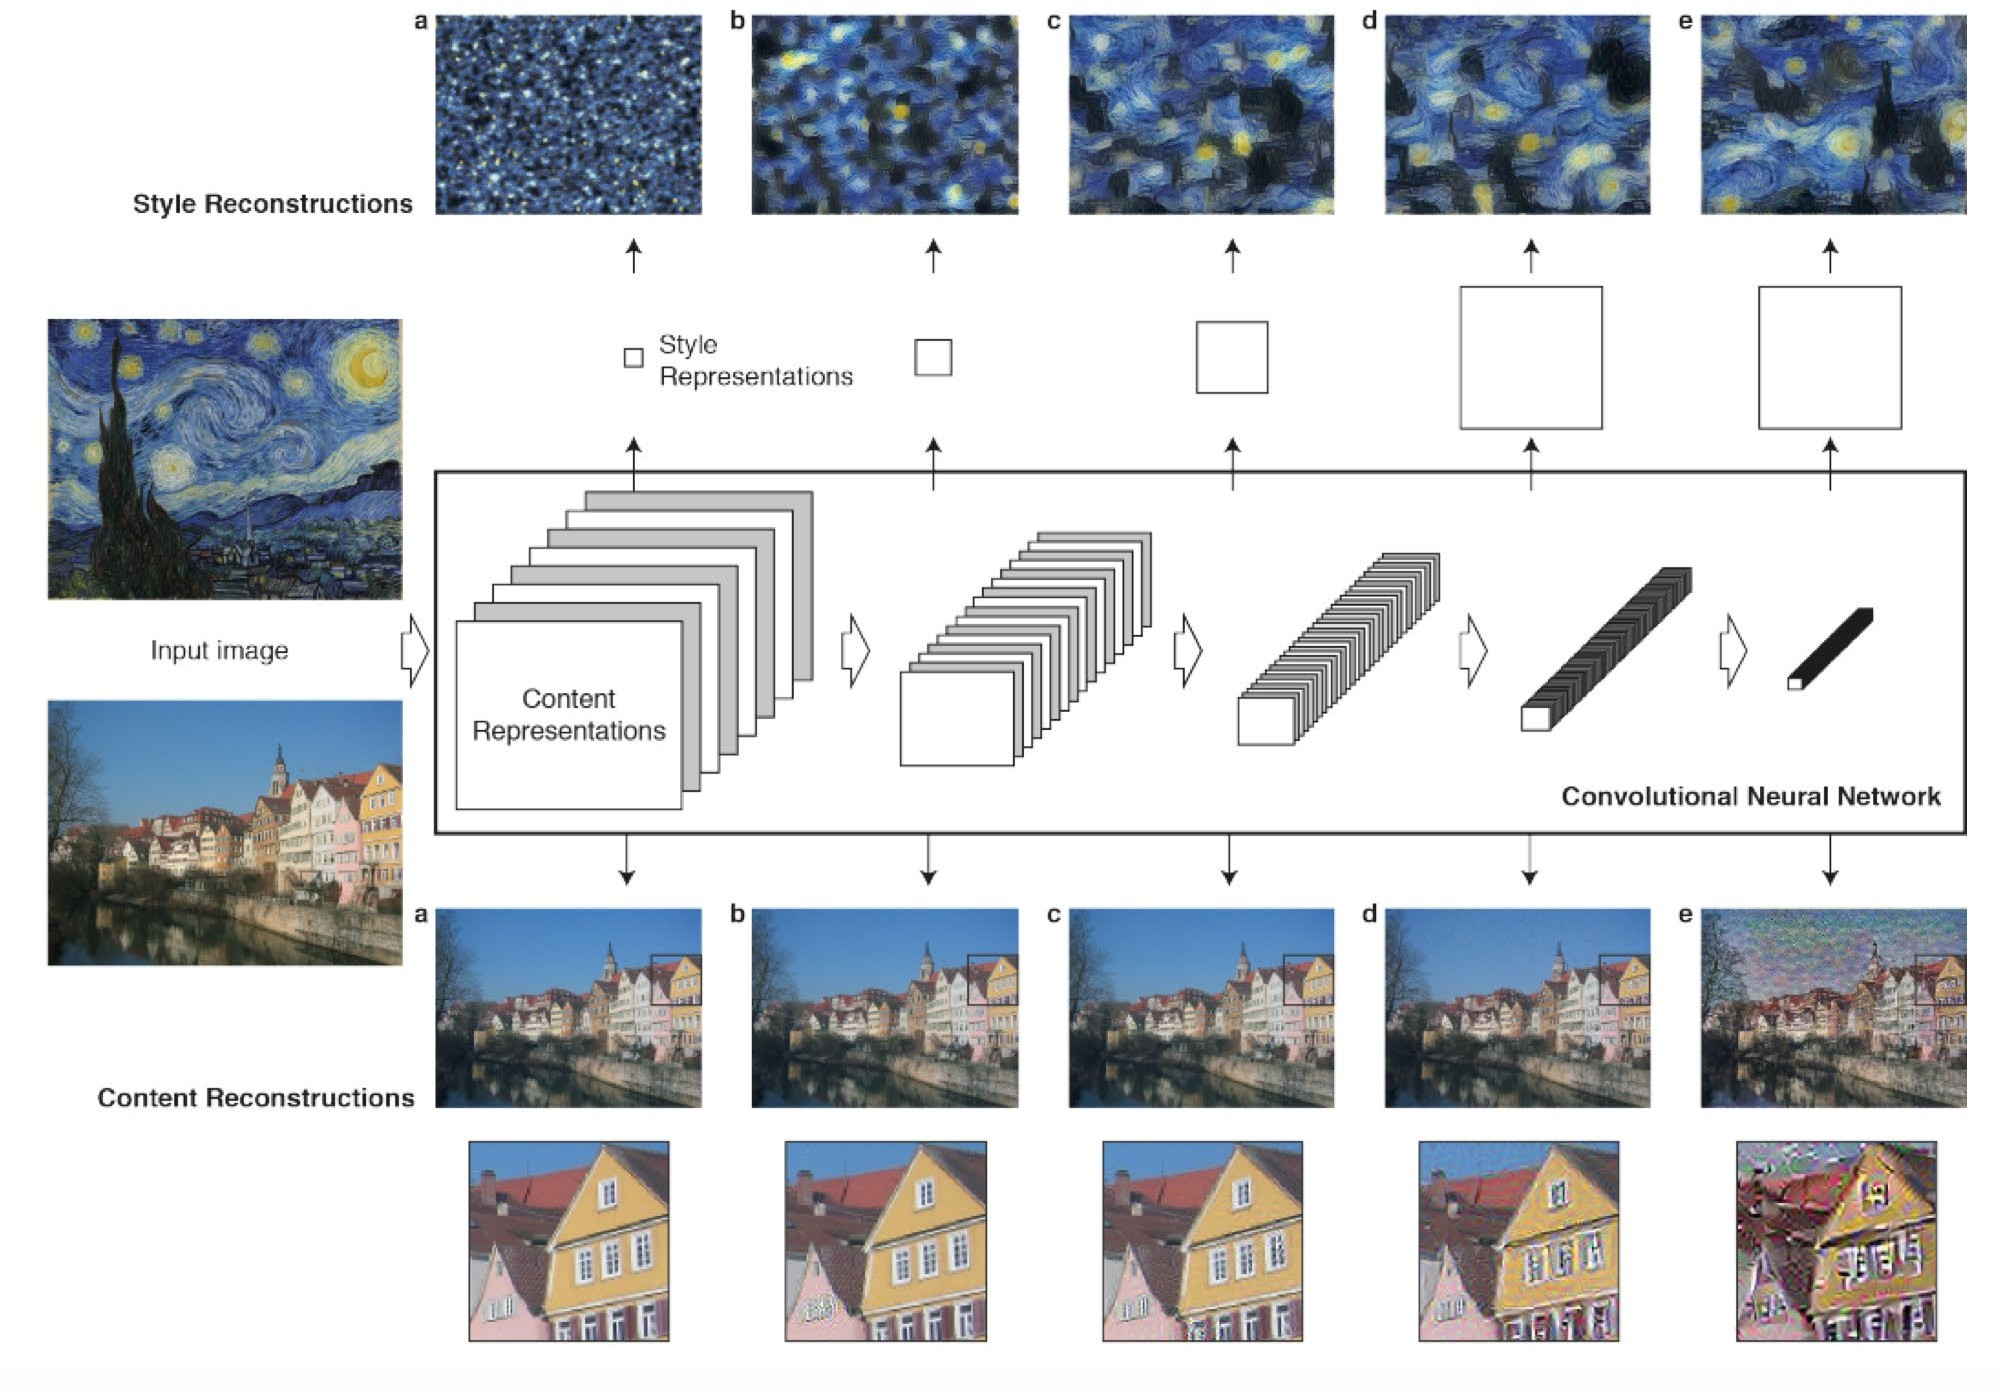 a
b
c
d
e
Style Reconstructions
Style
Representations
Input image
Content
Representations
Convolutional Neural Network
a
b
c
d
e
Content Reconstructions